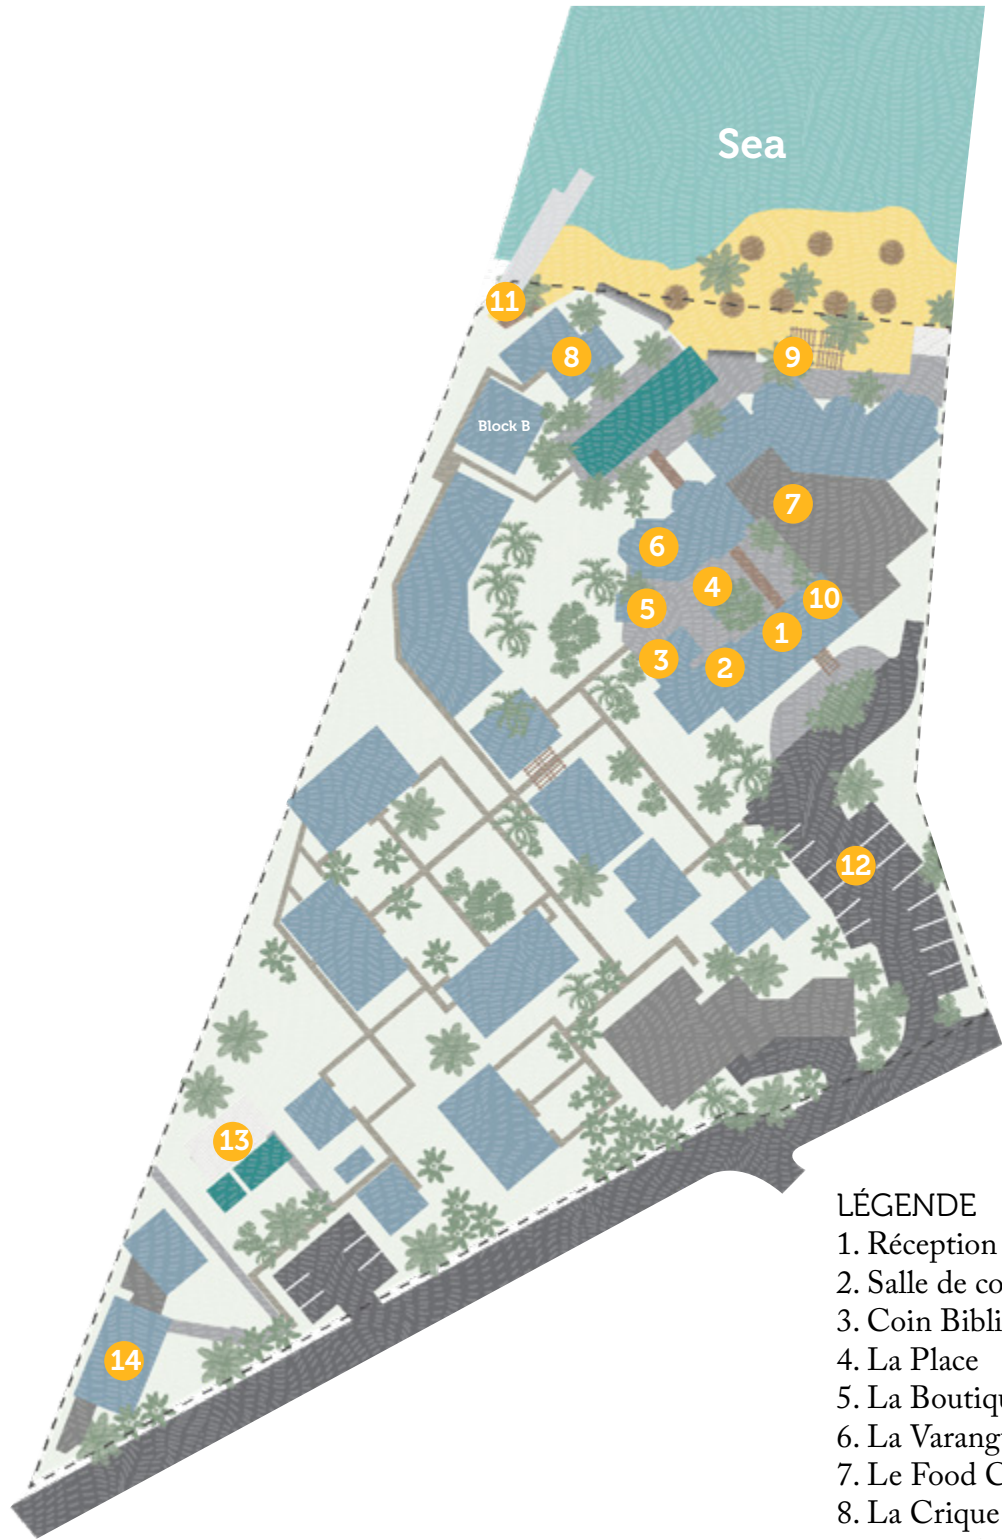 Sea
11
8
9
Block B
7
6
4
10
5
1
3
2
12
13
14
LÉGENDE
1. Réception
2. Salle de co
3. Coin Bibli
4. La Place
5. La Boutiqu
6. La Varang
7. Le Food C
8. La Crique